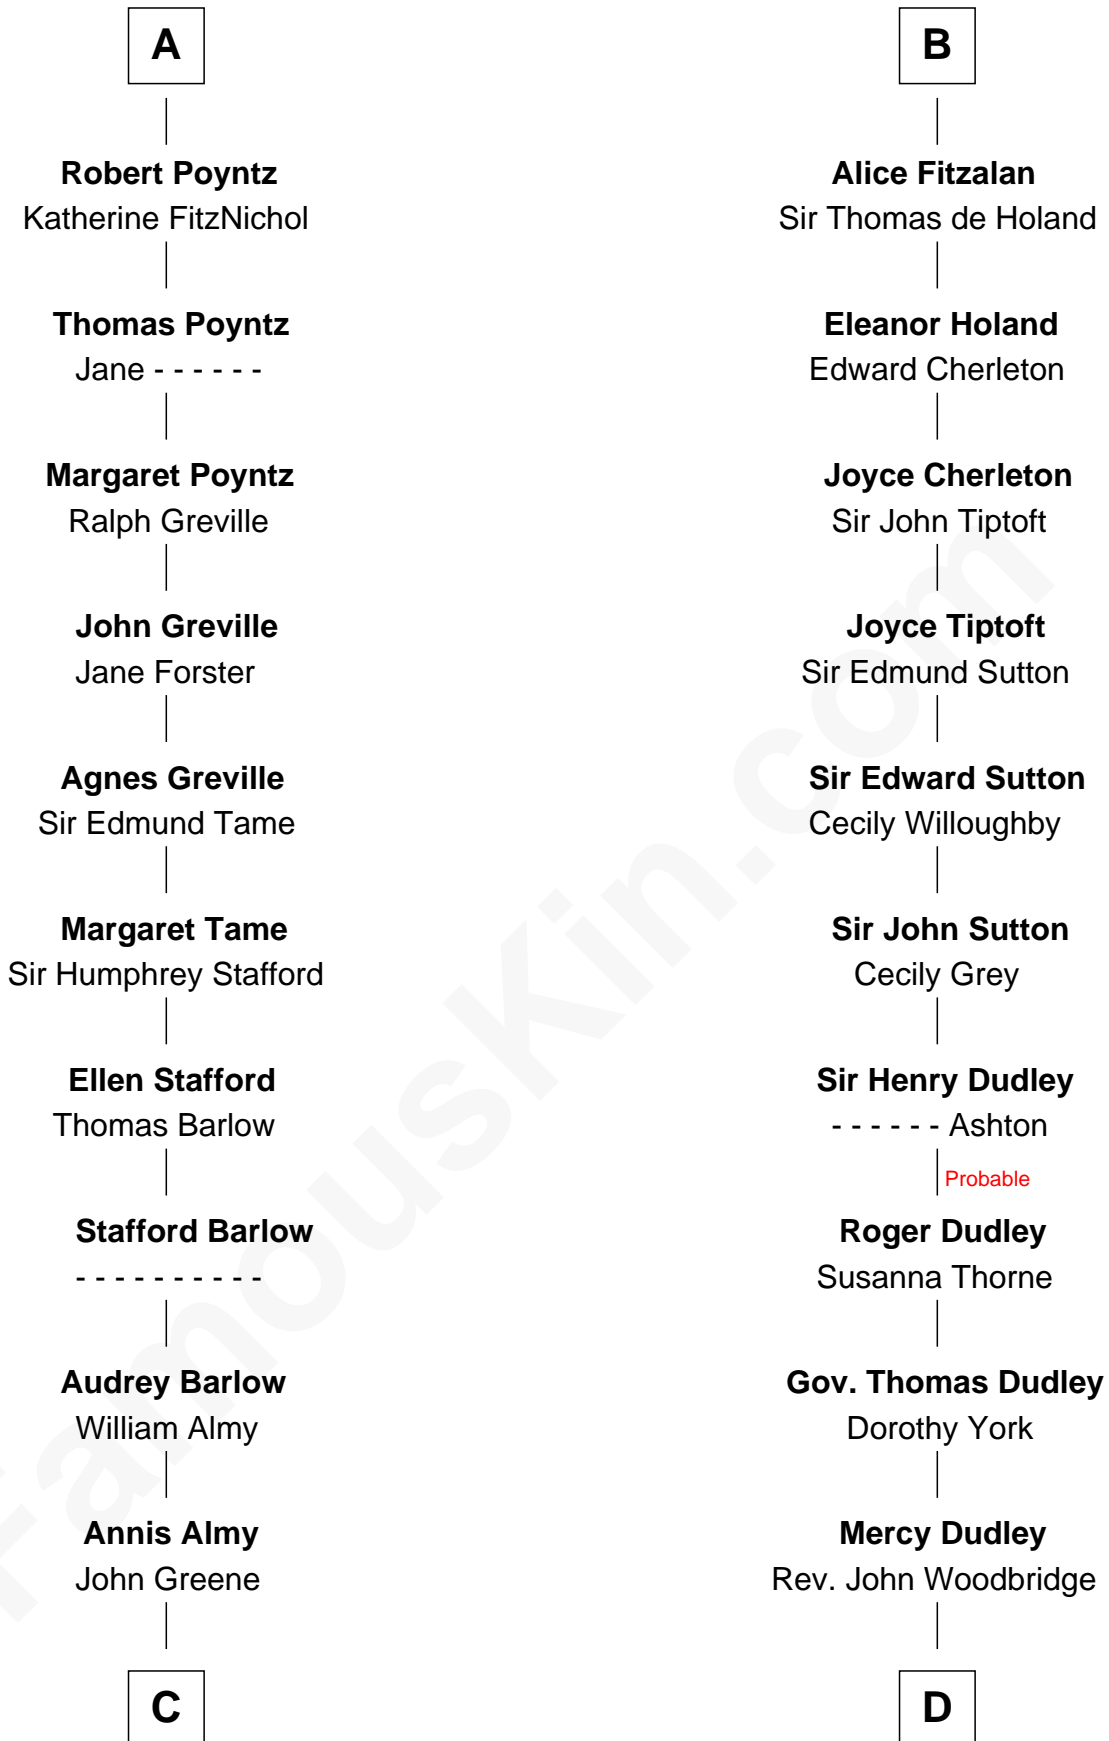 A
Robert Poyntz
Katherine FitzNichol
Thomas Poyntz
Jane - - - - - -
Margaret Poyntz
Ralph Greville
John Greville
Jane Forster
Agnes Greville
Sir Edmund Tame
Margaret Tame
Sir Humphrey Stafford
Ellen Stafford
Thomas Barlow
Stafford Barlow
- - - - - - - - - -
Audrey Barlow
William Almy
Annis Almy
John Greene
C
B
Alice Fitzalan
Sir Thomas de Holand
Eleanor Holand
Edward Cherleton
Joyce Cherleton
Sir John Tiptoft
Joyce Tiptoft
Sir Edmund Sutton
Sir Edward Sutton
Cecily Willoughby
Sir John Sutton
Cecily Grey
Sir Henry Dudley
- - - - - - Ashton
Probable
Roger Dudley
Susanna Thorne
Gov. Thomas Dudley
Dorothy York
Mercy Dudley
Rev. John Woodbridge
D
FamousKin.com